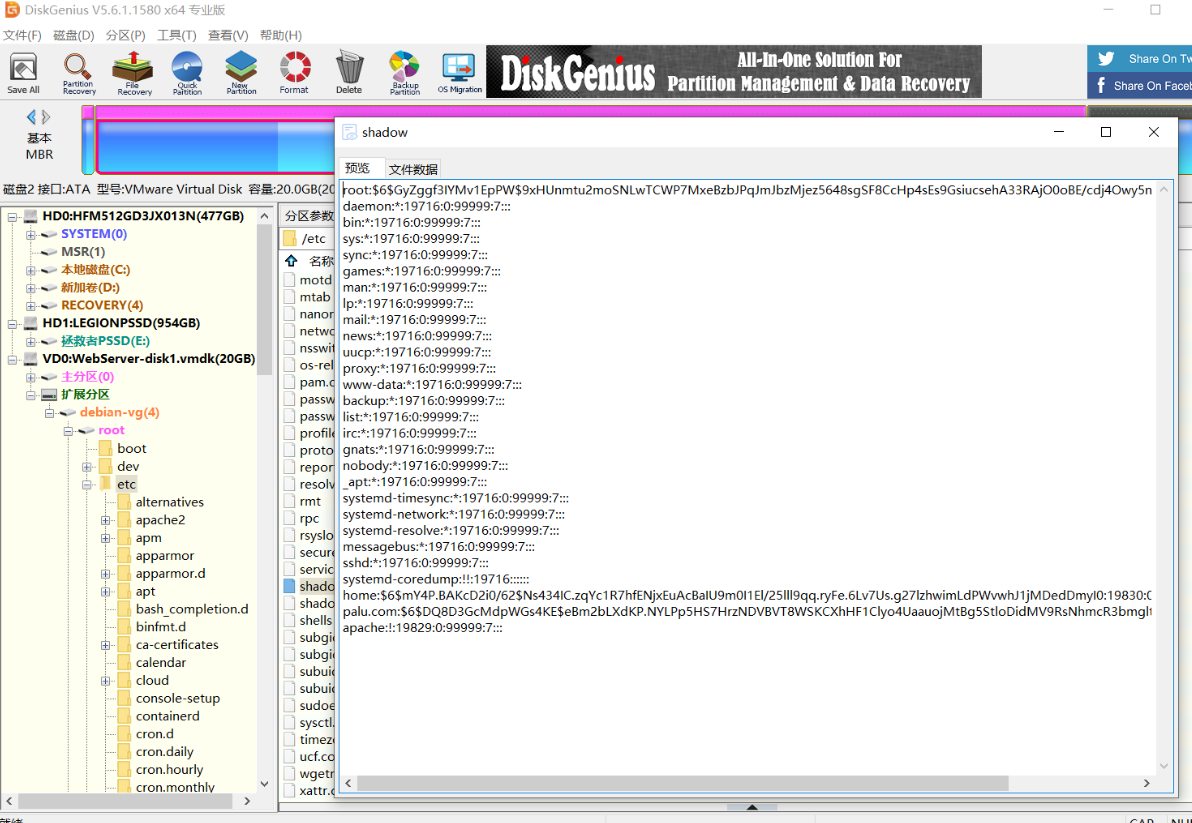 DiskGenius V5.6.1.1580 x64 专业版
文件(F) 磁盘(D) 分区(P) 工具(T) 查看(V) 帮助(H)
Save All
Partition Recovery
File Recovery
Quick Partition
New Partition
Format
Delete
Backup Partition
OS Migration
DiskGenius
All-In-One Solution For
Partition Management & Data Recovery
Share On Tw
Share On Faceb
基本
MBR
磁盘2 接口:ATA 型号:VMware Virtual Disk 容量:20.0GB(20
HD0:HFM512GD3JX013N(477GB)
SYSTEM(0)
MSR(1)
本地磁盘(C:)
新加卷(D:)
RECOVERY(4)
HD1:LEGIONPSSD(954GB)
拯救者PSSD(E:)
VD0:WebServer-disk1.vmdk(20GB)
主分区(0)
扩展分区
debian-vg(4)
root
boot
dev
etc
alternatives
apache2
apm
apparmor
apparmor.d
apt
bash_completion.d
binfmt.d
ca-certificates
calendar
cloud
console-setup
containerd
cron.d
cron.daily
cron.hourly
cron.monthly
分区参数
/etc
名称
motd
mtab
nanor
netwo
nsswit
os-rel
pam.c
passw
passw
profile
proto
repor
resolv
rmt
rpc
rsyslo
secure
servic
shado
shado
shells
subgi
subgi
subui
subui
sudoe
sysctl.
timez
ucf.co
wgetr
xattr.c
shadow
预览 文件数据
root:$6$GyZggf3IYMv1EpPW$9xHUnmtu2moSNLwTCWP7MxeBzbJPqJmJbzMjez5648sgSF8CcHp4sEs9GsiucsehA33RAjO0oBE/cdj4Owy5n
daemon:*:19716:0:99999:7:::
bin:*:19716:0:99999:7:::
sys:*:19716:0:99999:7:::
sync:*:19716:0:99999:7:::
games:*:19716:0:99999:7:::
man:*:19716:0:99999:7:::
lp:*:19716:0:99999:7:::
mail:*:19716:0:99999:7:::
news:*:19716:0:99999:7:::
uucp:*:19716:0:99999:7:::
proxy:*:19716:0:99999:7:::
www-data:*:19716:0:99999:7:::
backup:*:19716:0:99999:7:::
list:*:19716:0:99999:7:::
irc:*:19716:0:99999:7:::
gnats:*:19716:0:99999:7:::
nobody:*:19716:0:99999:7:::
_apt:*:19716:0:99999:7:::
systemd-timesync:*:19716:0:99999:7:::
systemd-network:*:19716:0:99999:7:::
systemd-resolve:*:19716:0:99999:7:::
messagebus:*:19716:0:99999:7:::
sshd:*:19716:0:99999:7:::
systemd-coredump:!!:19716::::::
home:$6$mY4P.BAKcD2i0/62$Ns434IC.zqYc1R7hfENjxEuAcBaIU9m0I1El/25lll9qq.ryFe.6Lv7Us.g27lzhwimLdPWvwhJ1jMDedDmyI0:19830:0
palu.com:$6$DQ8D3GcMdpWGs4KE$eBm2bLXdKP.NYLPp5HS7HrzNDVBVT8WSKCXhHF1Clyo4UaauojMtBg5StloDidMV9RsNhmcR3bmglt
apache:!:19829:0:99999:7:::